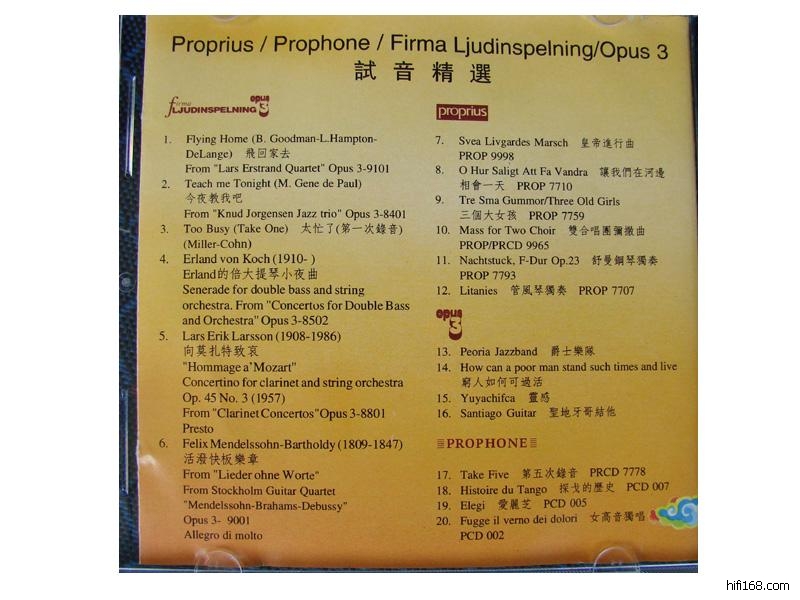 Proprius / Prophone / Firma Ljudinspelning/Opus 3
試音精選
firma LJUDINSPELNING opus 3
1. Flying Home (B. Goodman-L.Hampton-
DeLange) 飛回家去
From "Lars Erstrand Quartet" Opus 3-9101
2. Teach me Tonight (M. Gene de Paul)
今夜教我吧
From "Knud Jorgensen Jazz trio" Opus 3-8401
3. Too Busy (Take One) 太忙了(第一次錄音)
(Miller-Cohn)
4. Erland von Koch (1910- )
Erland的倍大提琴小夜曲
Senerade for double bass and string
orchestra. From "Concertos for Double Bass
and Orchestra" Opus 3-8502
5. Lars Erik Larsson (1908-1986)
向莫扎特致哀
"Hommage a'Mozart"
Concertino for clarinet and string orchestra
Op. 45 No. 3 (1957)
From "Clarinet Concertos"Opus 3-8801
Presto
6. Felix Mendelssohn-Bartholdy (1809-1847)
活潑快板樂章
From "Lieder ohne Worte"
From Stockholm Guitar Quartet
"Mendelssohn-Brahams-Debussy"
Opus 3- 9001
Allegro di molto
proprius
7. Svea Livgardes Marsch 皇帝進行曲
PROP 9998
8. O Hur Saligt Att Fa Vandra 讓我們在河邊
相會一天 PROP 7710
9. Tre Sma Gummor/Three Old Girls
三個大女孩 PROP 7759
10. Mass for Two Choir 雙合唱團彌撒曲
PROP/PRCD 9965
11. Nachtstuck, F-Dur Op.23 舒曼鋼琴獨奏
PROP 7793
12. Litanies 管風琴獨奏 PROP 7707
opus 3
13. Peoria Jazzband 爵士樂隊
14. How can a poor man stand such times and live
窮人如何可過活
15. Yuyachifca 靈感
16. Santiago Guitar 聖地牙哥結他
PROPHONE
17. Take Five 第五次錄音 PRCD 7778
18. Histoire du Tango 探戈的歷史 PCD 007
19. Elegi 愛麗芝 PCD 005
20. Fugge il verno dei dolori 女高音獨唱
PCD 002
hifi168.com